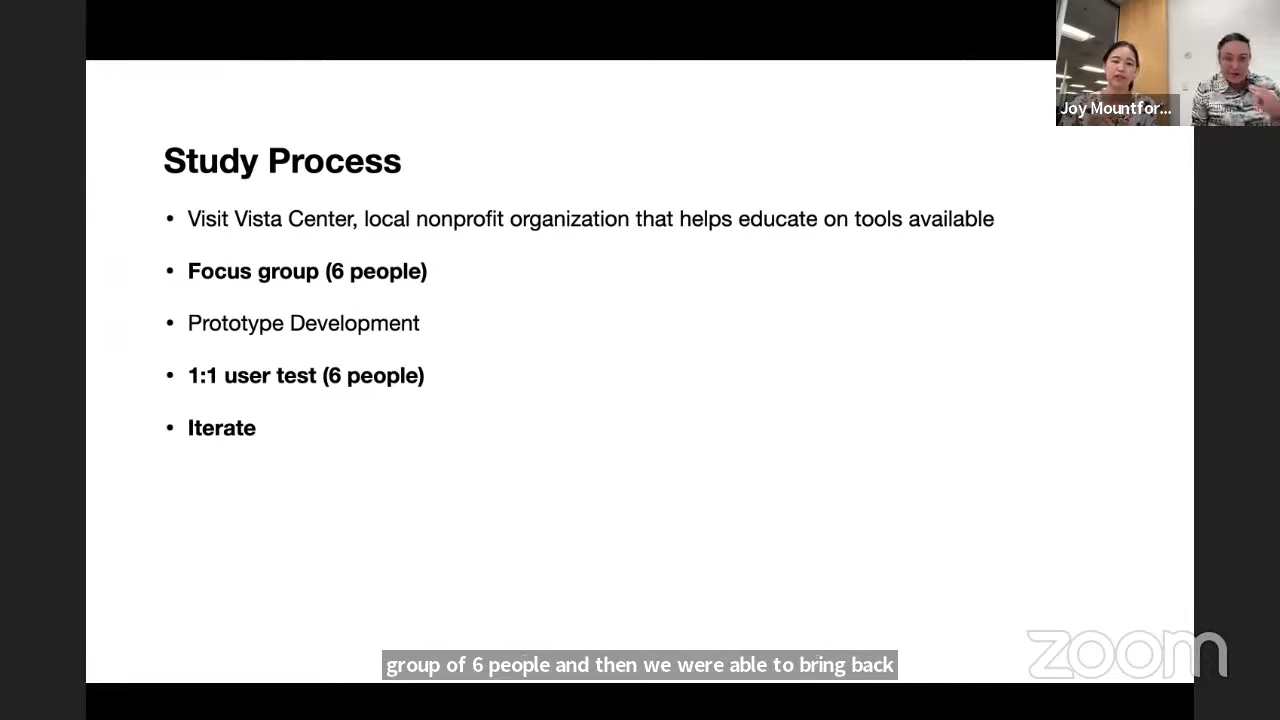 Joy Mountfor...
Study Process
• Visit Vista Center, local nonprofit organization that helps educate on tools available
• Focus group (6 people)
• Prototype Development
• 1:1 user test (6 people)
• Iterate
group of 6 people and then we were able to bring back
zoom